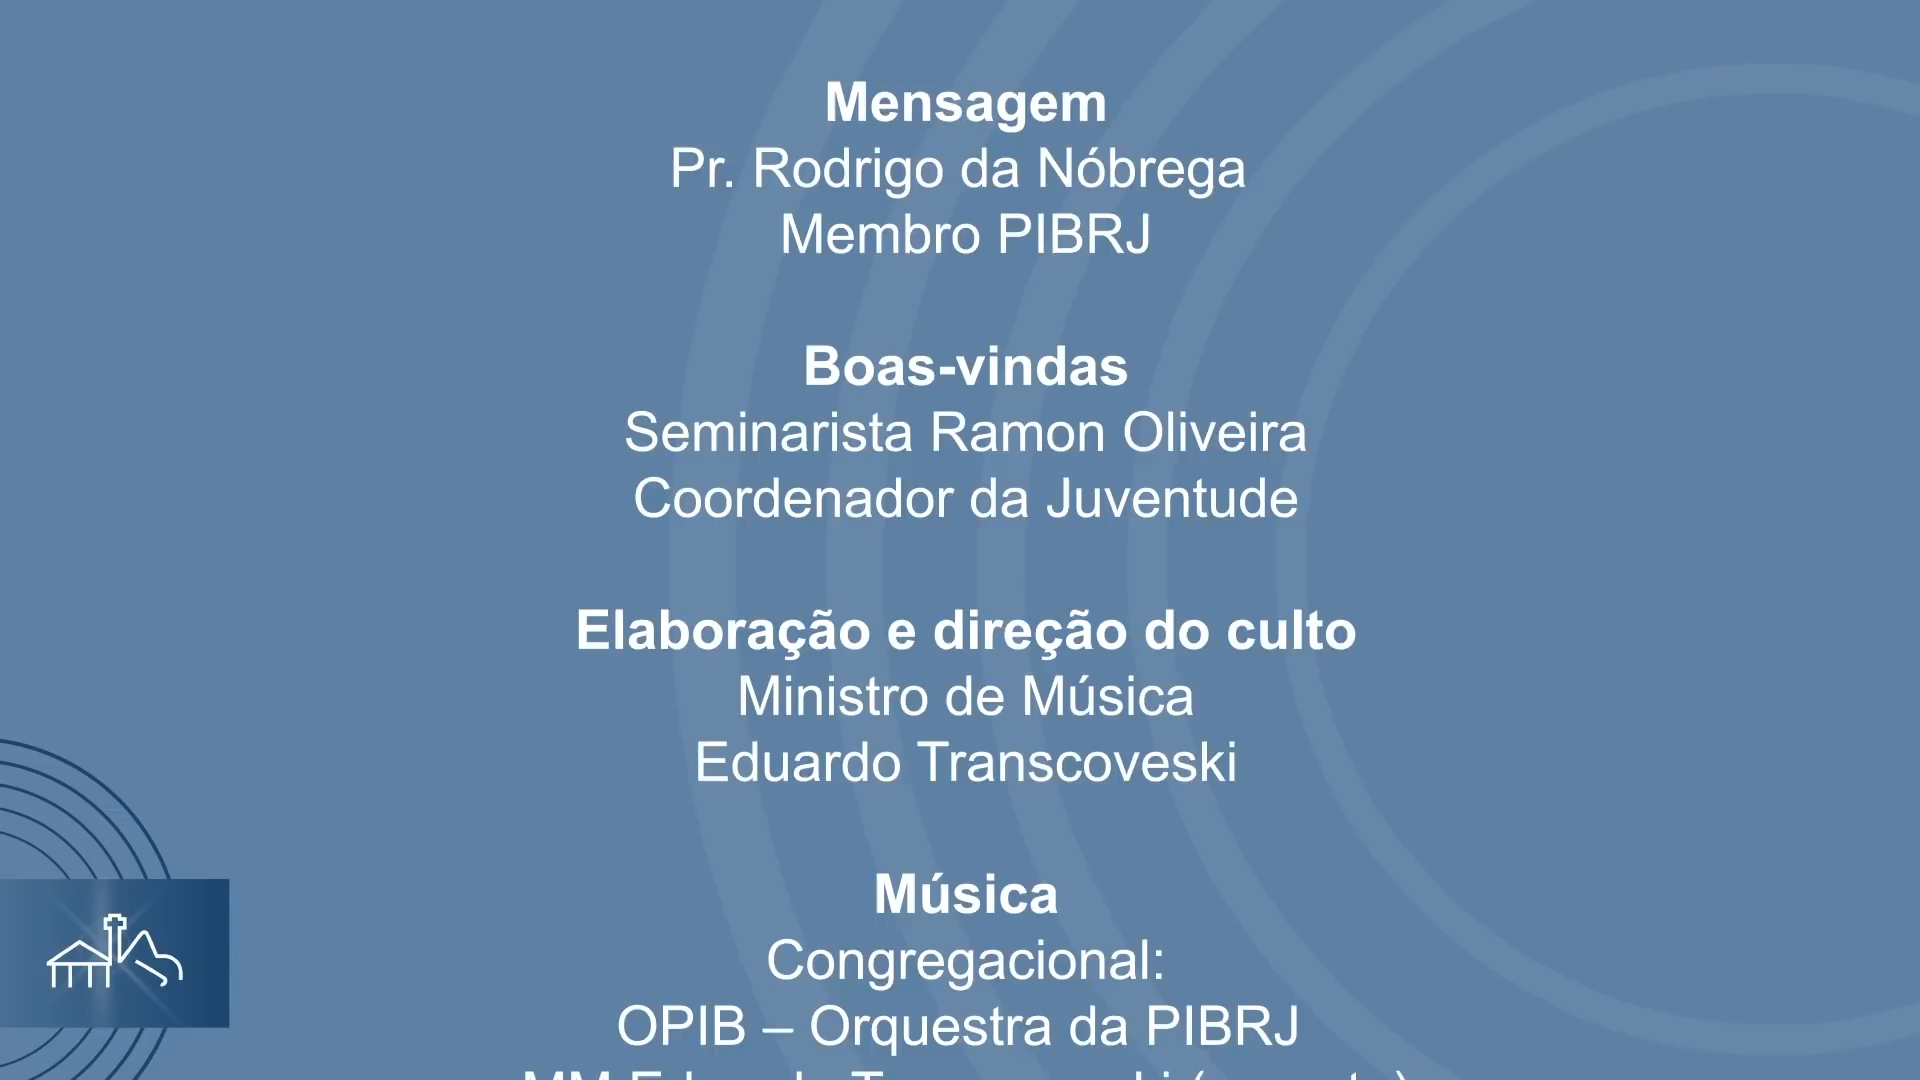 Mensagem
Pr. Rodrigo da Nóbrega
Membro PIBRJ
Boas-vindas
Seminarista Ramon Oliveira
Coordenador da Juventude
Elaboração e direção do culto
Ministro de Música
Eduardo Transcoveski
Música
Congregacional:
OPIB – Orquestra da PIBRJ